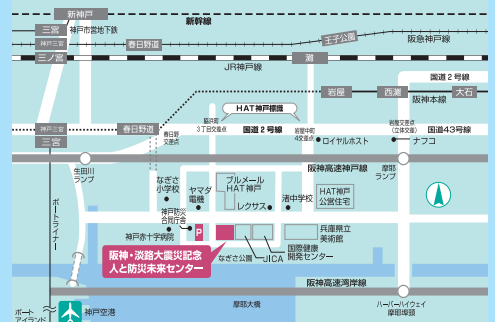 新神戸
新幹線
三宮
神戸市営地下鉄
神戸三宮
春日野道
王子公園
阪急神戸線
三ノ宮
灘
JR神戸線
国道2号線
岩屋
西灘
大石
阪神本線
HAT神戸標識
脇浜町
3丁目交差点
国道2号線
岩屋中町
4交差点
岩屋交差点
(立体交差)
国道43号線
神戸三宮
春日野道
春日野
交差点
ロイヤルホスト
ナフコ
三宮
阪神高速神戸線
生田川
ランプ
摩耶
ランプ
なぎさ
小学校
ヤマダ
電機
ブルメール
HAT神戸
渚中学校
HAT神戸
公営住宅
レクサス
神戸防災
合同庁舎
神戸赤十字病院
P
兵庫県立
美術館
ポートライナー
阪神・淡路大震災記念
人と防災未来センター
なぎさ公園
JICA
国際健康
開発センター
阪神高速湾岸線
摩耶大橋
ハーバーハイウェイ
摩耶埠頭
ポート
アイランド
神戸空港